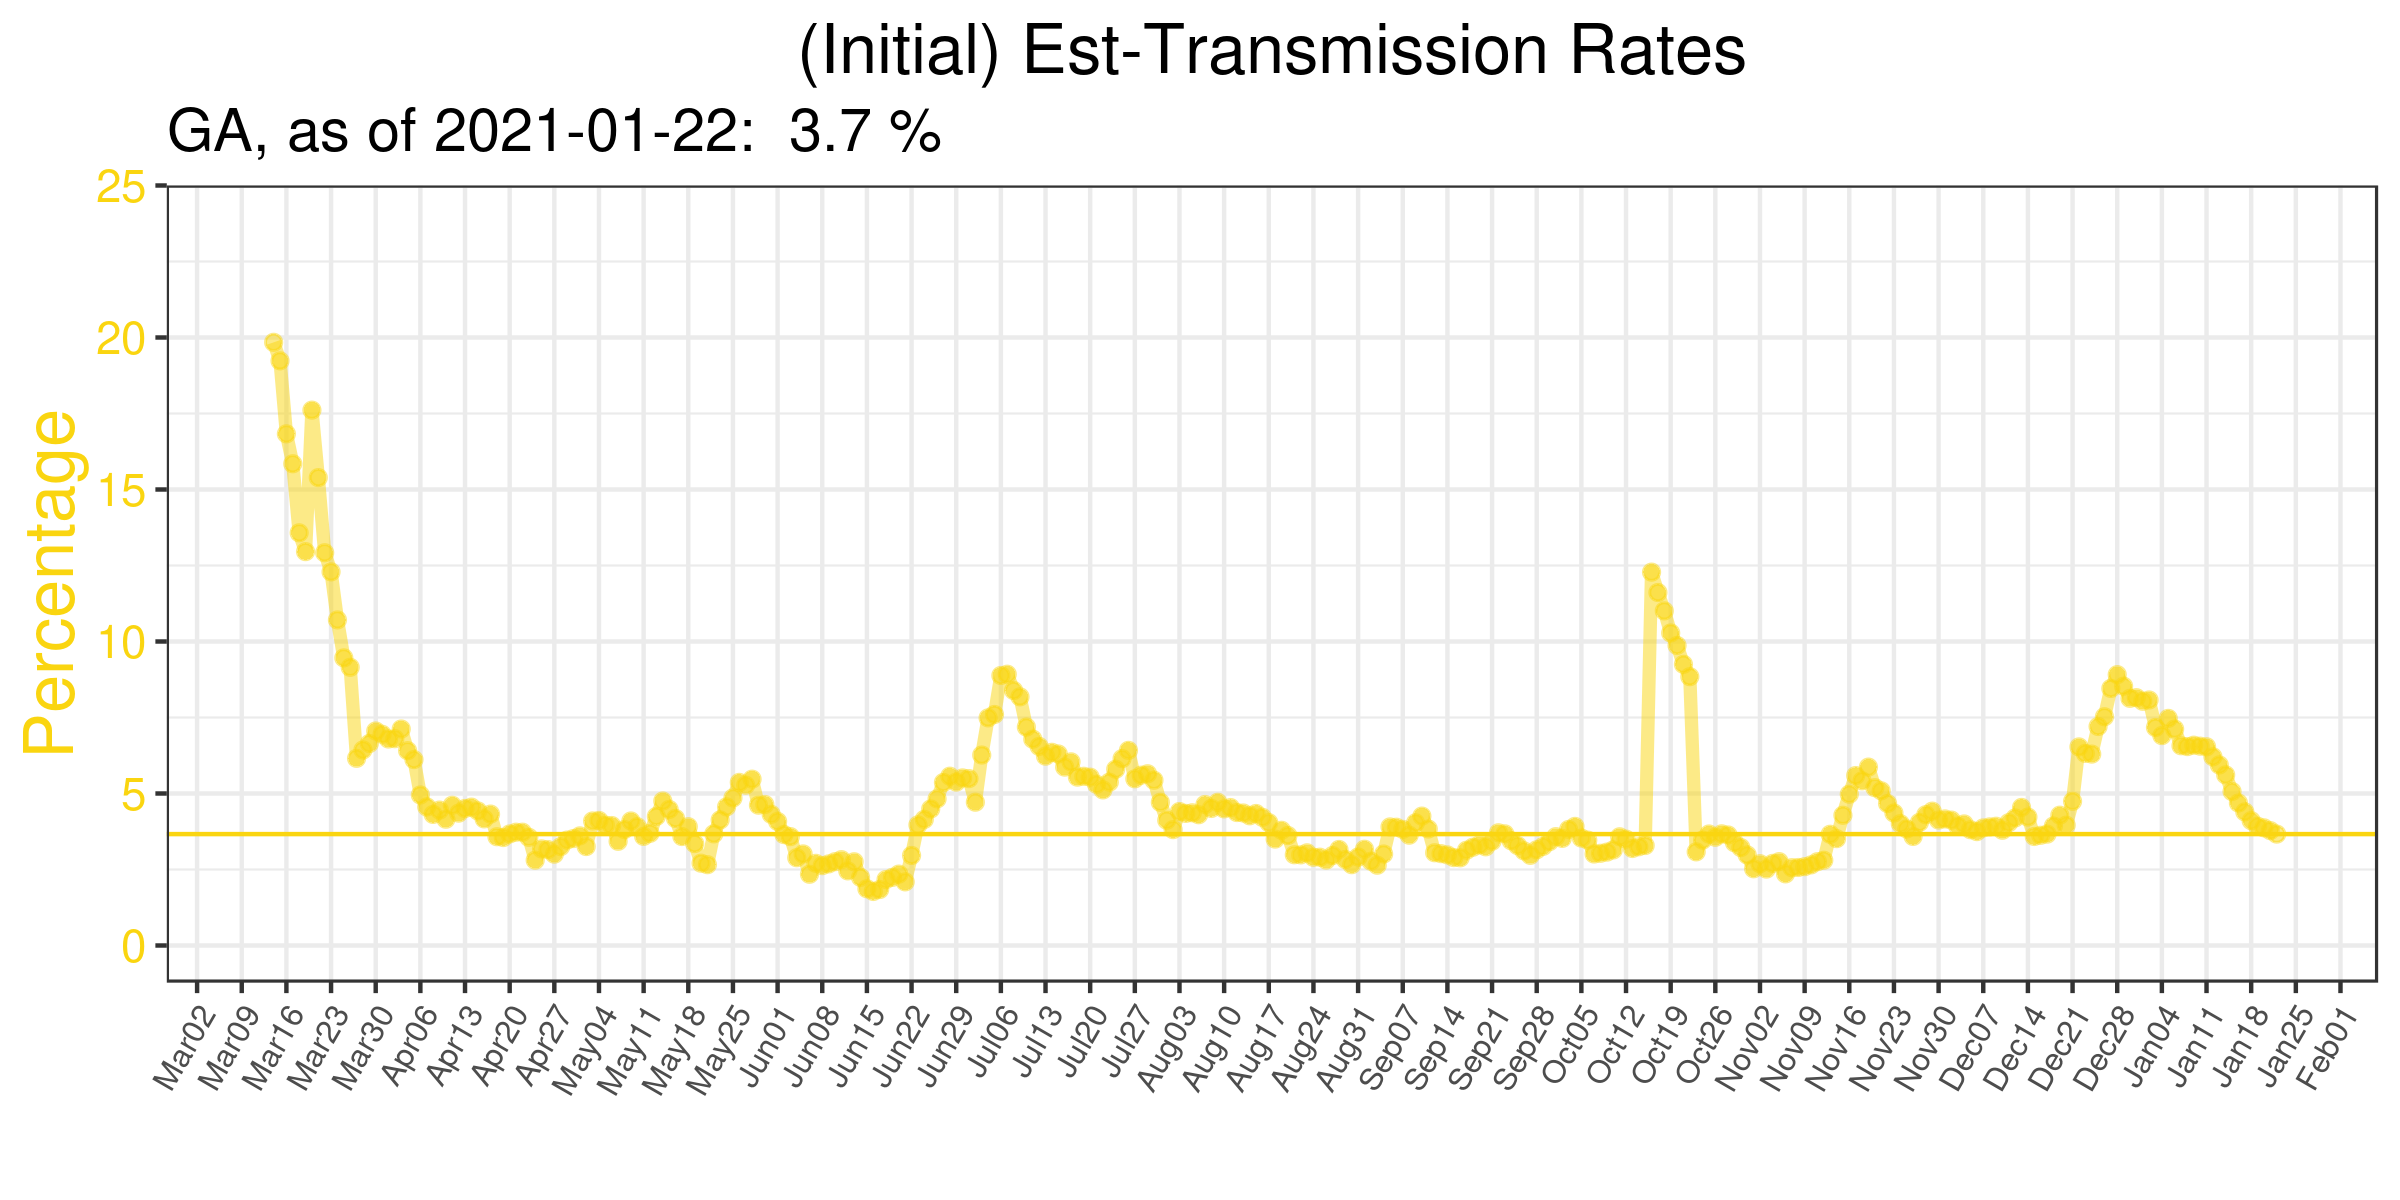 (Initial) Est-Transmission Rates
GA, as of 2021-01-22:  3.7 %
Percentage
25
20
15
10
5
0
Mar02
Mar09
Mar16
Mar23
Mar30
Apr06
Apr13
Apr20
Apr27
May04
May11
May18
May25
Jun01
Jun08
Jun15
Jun22
Jun29
Jul06
Jul13
Jul20
Jul27
Aug03
Aug10
Aug17
Aug24
Aug31
Sep07
Sep14
Sep21
Sep28
Oct05
Oct12
Oct19
Oct26
Nov02
Nov09
Nov16
Nov23
Nov30
Dec07
Dec14
Dec21
Dec28
Jan04
Jan11
Jan18
Jan25
Feb01